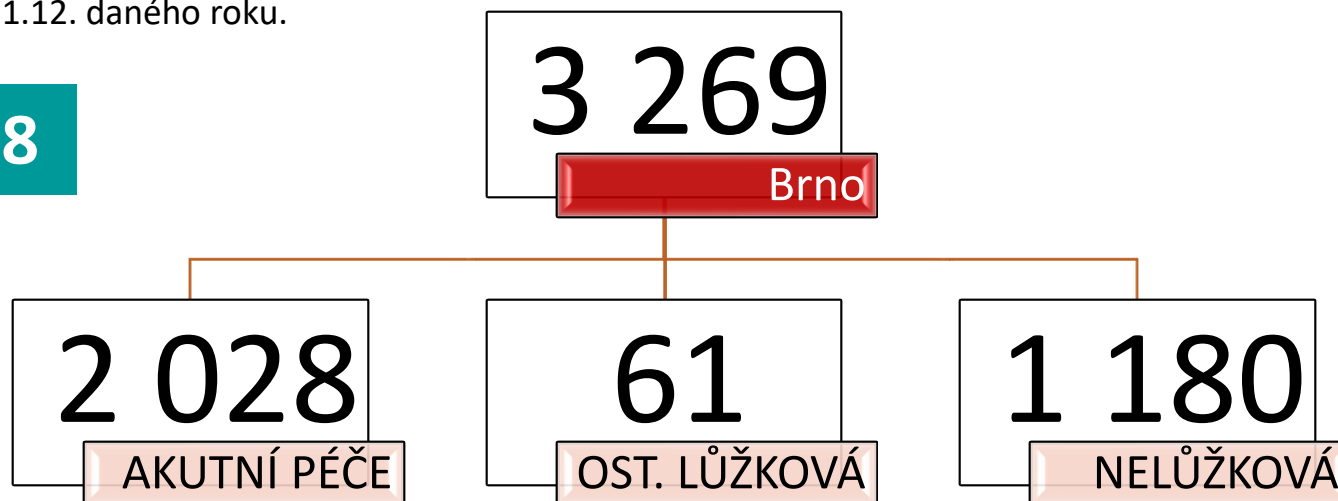 1.12. daného roku.
8
3 269
Brno
2 028
61
1 180
AKUTNÍ PÉČE
OST. LŮŽKOVÁ
NELŮŽKOVÁ